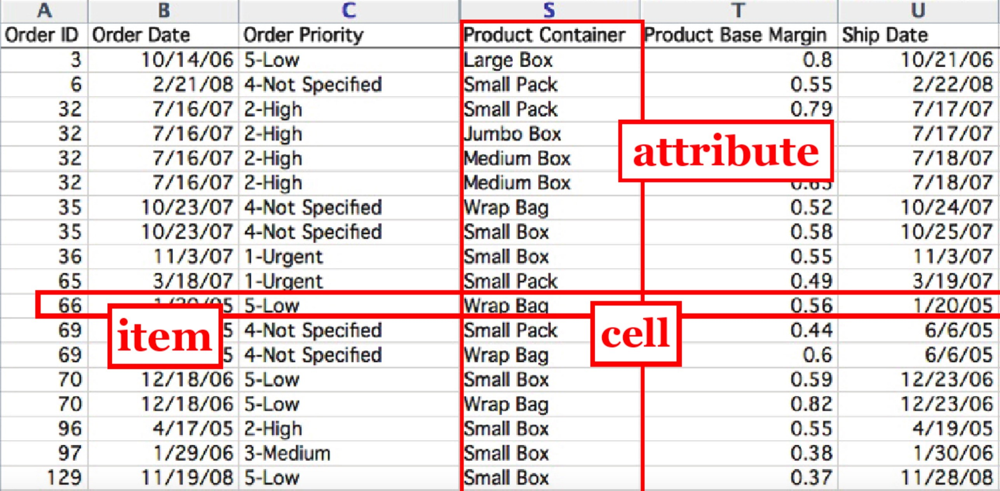 A B C S T U
Order ID Order Date Order Priority Product Container Product Base Margin Ship Date
3 10/14/06 5-Low Large Box 0.8 10/21/06
6 2/21/08 4-Not Specified Small Pack 0.55 2/22/08
32 7/16/07 2-High Small Pack 0.79 7/17/07
32 7/16/07 2-High Jumbo Box 7/17/07
attribute
32 7/16/07 2-High Medium Box 7/18/07
32 7/16/07 2-High Medium Box 7/18/07
35 10/23/07 4-Not Specified Wrap Bag 0.52 10/24/07
35 10/23/07 4-Not Specified Small Box 0.58 10/25/07
36 11/3/07 1-Urgent Small Box 0.55 11/3/07
65 3/18/07 1-Urgent Small Pack 0.49 3/19/07
66 5-Low Wrap Bag 0.56 1/20/05
item cell
69 5 4-Not Specified Small Pack 0.44 6/6/05
69 5 4-Not Specified Wrap Bag 0.6 6/6/05
70 12/18/06 5-Low Small Box 0.59 12/23/06
70 12/18/06 5-Low Wrap Bag 0.82 12/23/06
96 4/17/05 2-High Small Box 0.55 4/19/05
97 1/29/06 3-Medium Small Box 0.38 1/30/06
129 11/19/08 5-Low Small Box 0.37 11/28/08